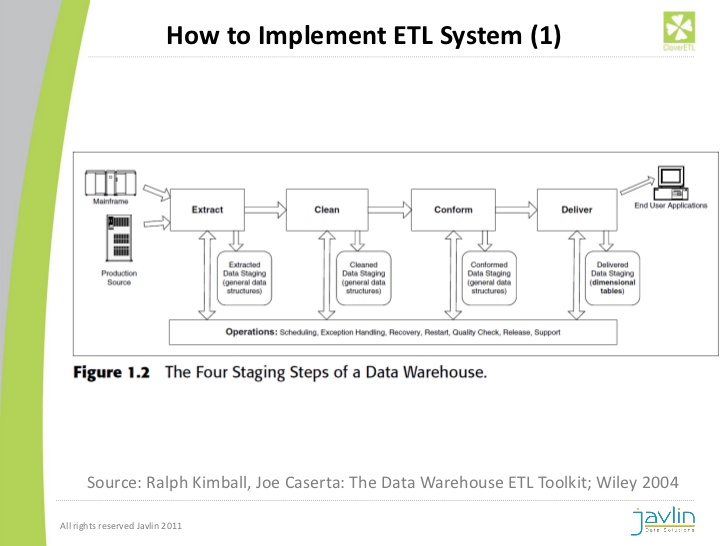 How to Implement ETL System (1)
CloverETL
Mainframe
Production
Source
Extract
Clean
Conform
Deliver
End User Applications
Extracted
Data Staging
(general data
structures)
Cleaned
Data Staging
(general data
structures)
Conformed
Data Staging
(general data
structures)
Delivered
Data Staging
(dimensional
tables)
Operations: Scheduling, Exception Handling, Recovery, Restart, Quality Check, Release, Support
Figure 1.2 The Four Staging Steps of a Data Warehouse.
Source: Ralph Kimball, Joe Caserta: The Data Warehouse ETL Toolkit; Wiley 2004
All rights reserved Javlin 2011
javlin
Data Solutions